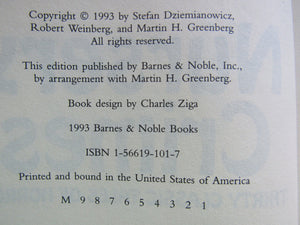 Copyright © 1993 by Stefan Dziemianowicz,
Robert Weinberg, and Martin H. Greenberg
All rights reserved.
This edition published by Barnes & Noble, Inc.,
by arrangement with Martin H. Greenberg.
Book design by Charles Ziga
1993 Barnes & Noble Books
ISBN 1-56619-101-7
Printed and bound in the United States of America
M 9 8 7 6 5 4 3 2 1